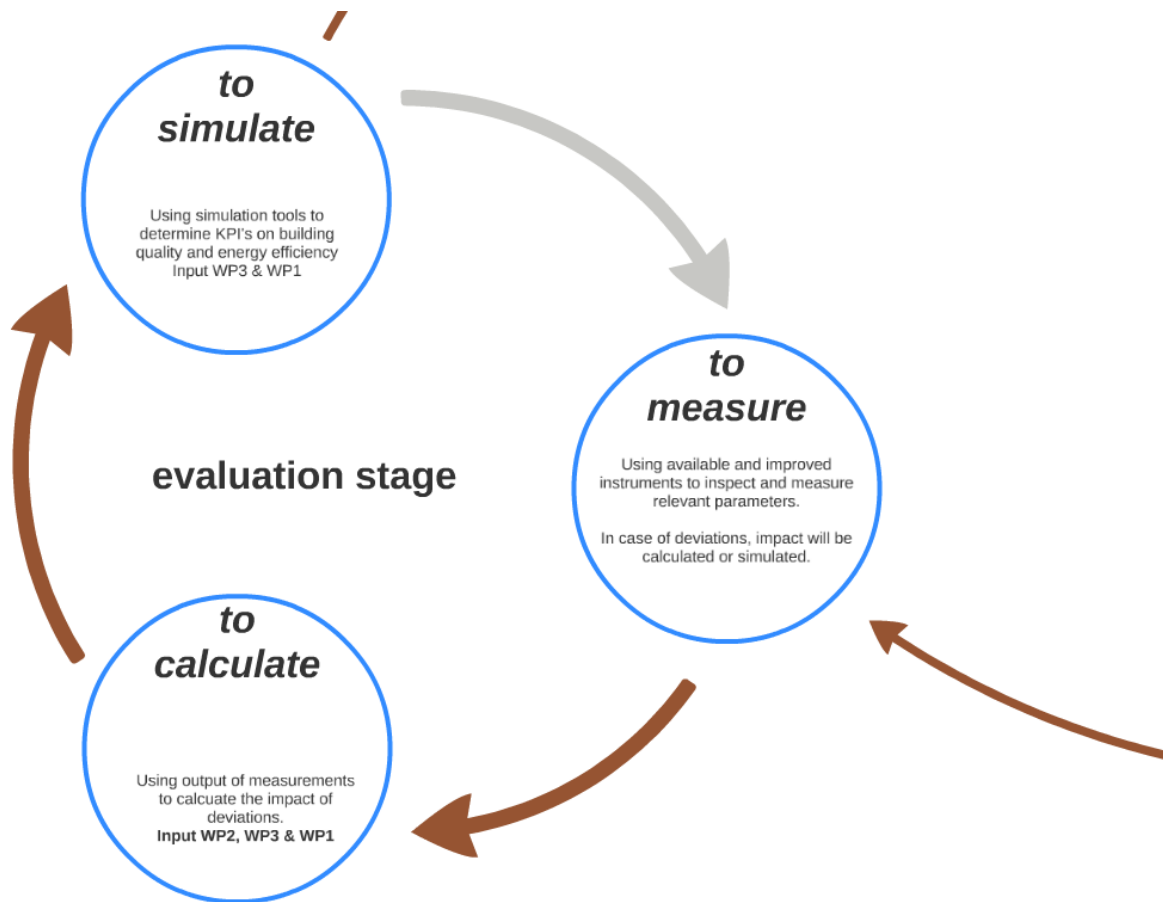 to
simulate
Using simulation tools to
determine KPI's on building
quality and energy efficiency
Input WP3 & WP1
to
measure
Using available and improved
instruments to inspect and measure
relevant parameters.
In case of deviations, impact will be
calculated or simulated.
evaluation stage
to
calculate
Using output of measurements
to calcuate the impact of
deviations.
Input WP2, WP3 & WP1